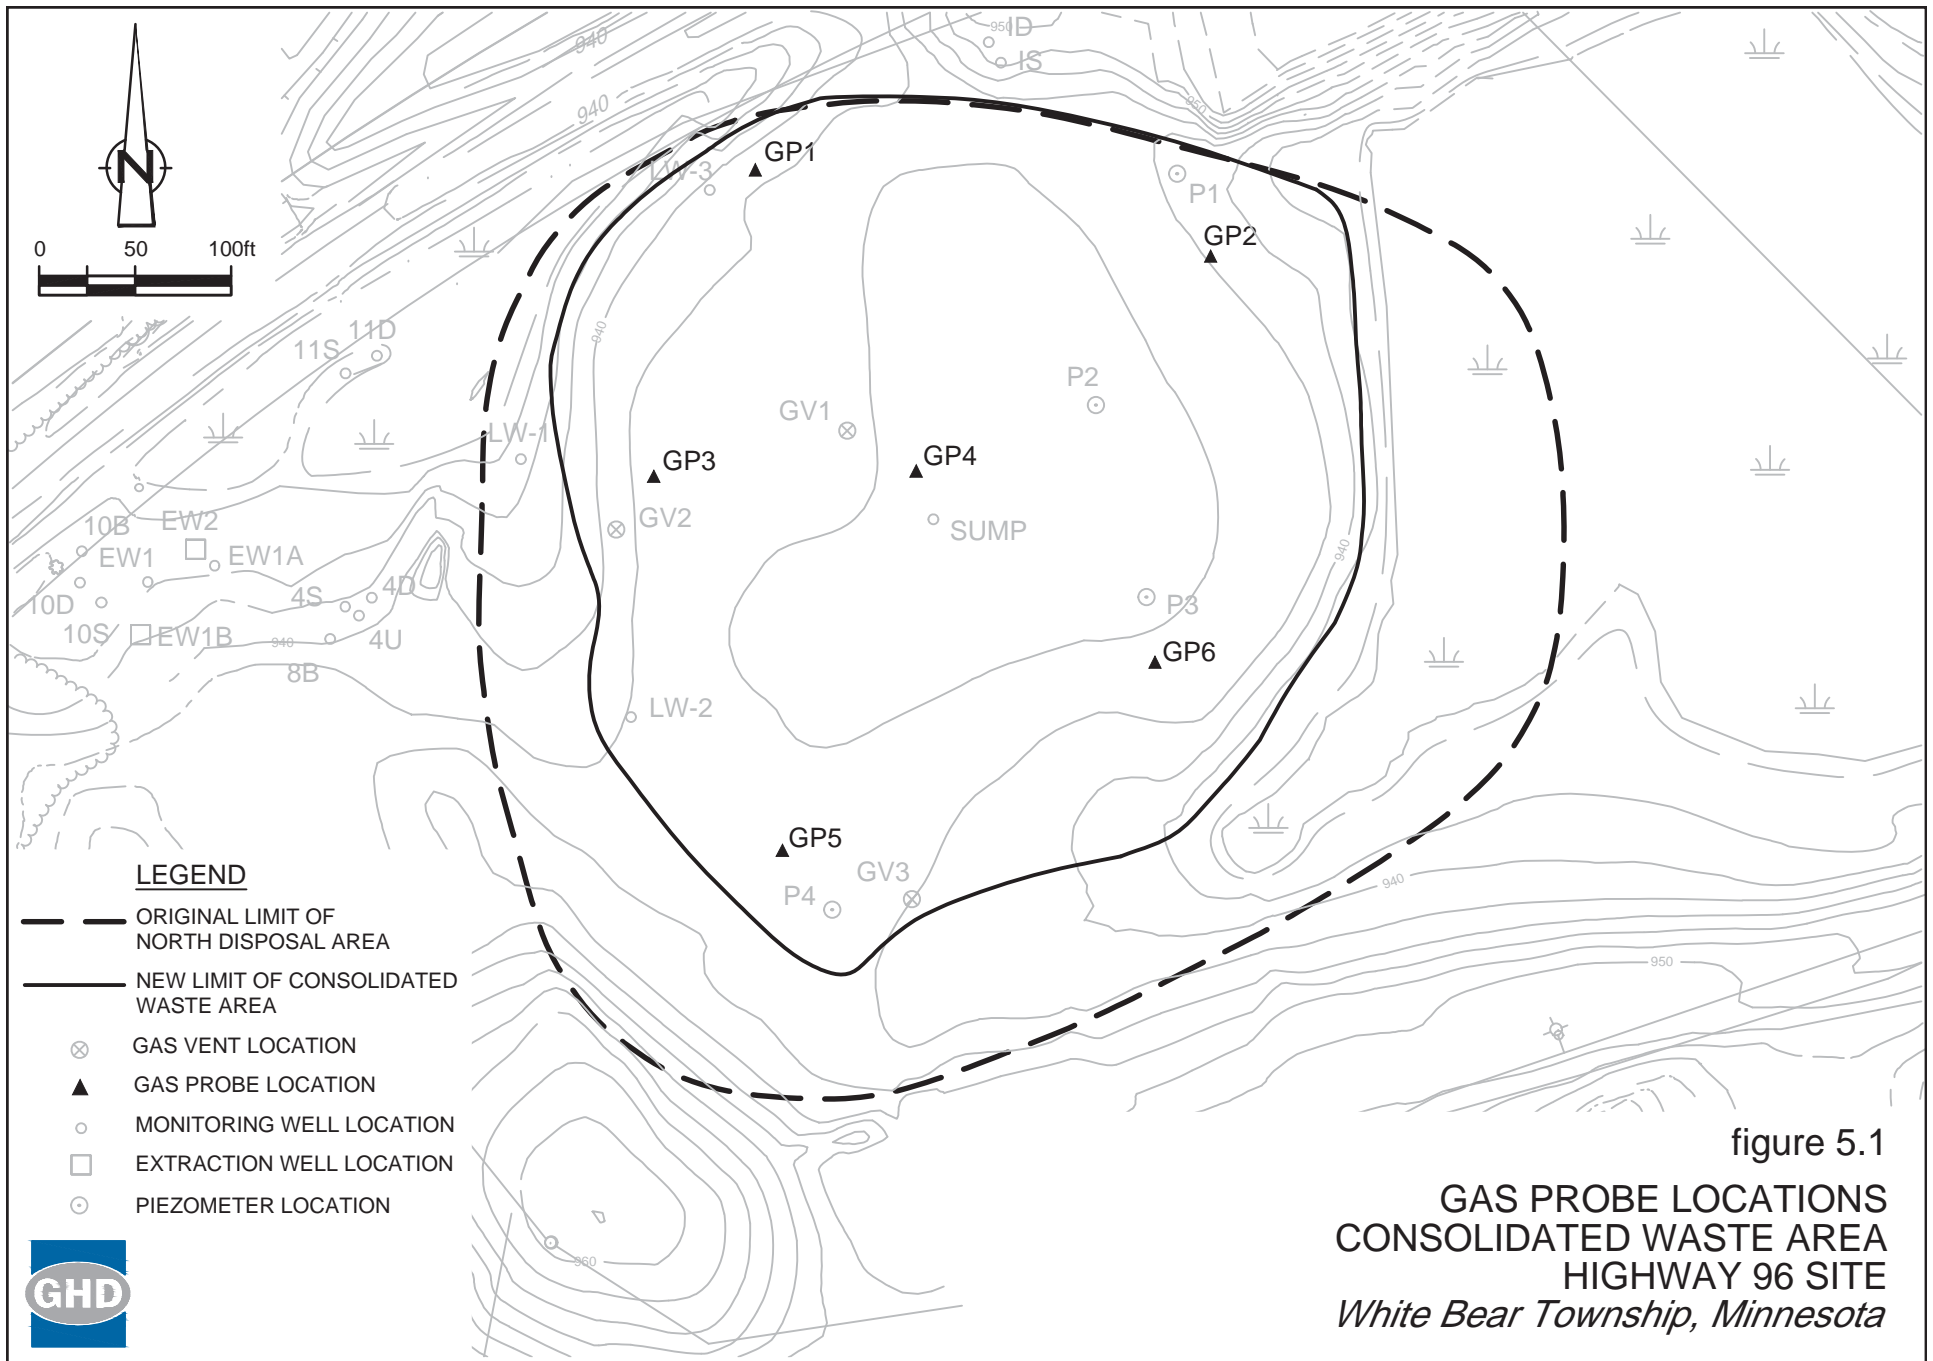 940
950
ID
IS
940
950
GP1
LW-3
P1
N
GP2
0 50 100ft
940
11D
11S
P2
GV1
LW-1
GP4
GP3
GV2
SUMP
10B
EW2
EW1
EW1A
940
4S
4D
10D
P3
10S
EW1B
940
4U
GP6
8B
LW-2
GP5
GV3
P4
940
950
960
LEGEND
ORIGINAL LIMIT OF
NORTH DISPOSAL AREA
NEW LIMIT OF CONSOLIDATED
WASTE AREA
GAS VENT LOCATION
GAS PROBE LOCATION
MONITORING WELL LOCATION
EXTRACTION WELL LOCATION
PIEZOMETER LOCATION
GHD
figure 5.1
GAS PROBE LOCATIONS
CONSOLIDATED WASTE AREA
HIGHWAY 96 SITE
White Bear Township, Minnesota